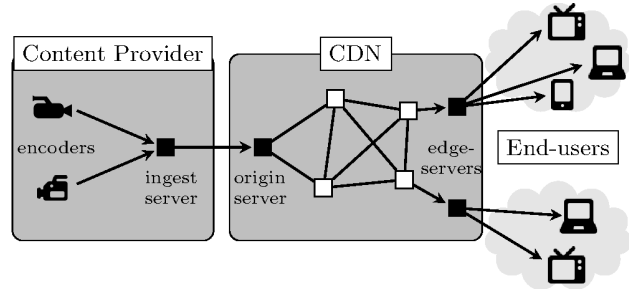 Content Provider
CDN
encoders
ingest
server
origin
server
edge-
servers
End-users